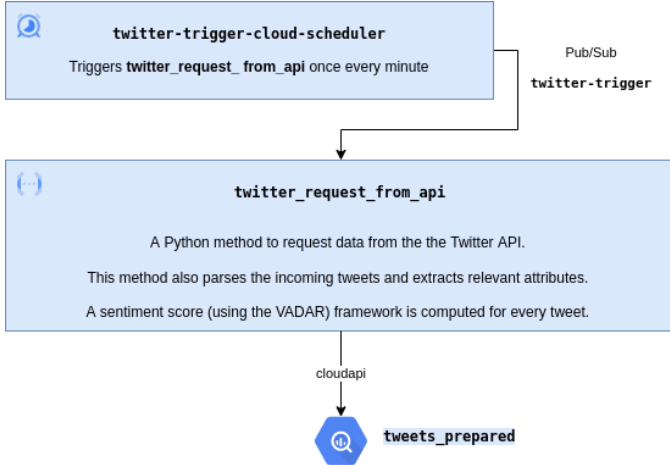 twitter-trigger-cloud-scheduler
Triggers twitter_request_ from_api once every minute
Pub/Sub
twitter-trigger
twitter_request_from_api
A Python method to request data from the the Twitter API.
This method also parses the incoming tweets and extracts relevant attributes.
A sentiment score (using the VADAR) framework is computed for every tweet.
cloudapi
tweets_prepared